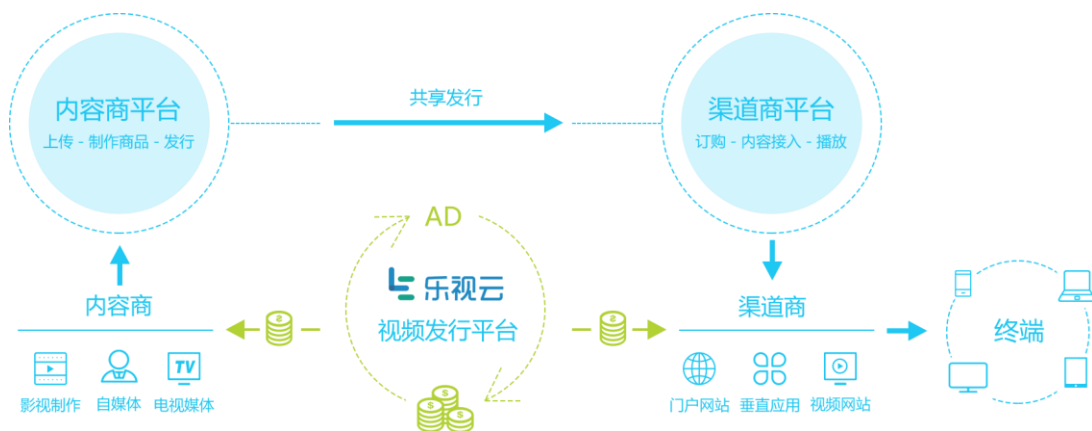 内容商平台
上传 - 制作商品 - 发行
共享发行
渠道商平台
订购 - 内容接入 - 播放
AD
乐视云
视频发行平台
内容商
影视制作
自媒体
TV
电视媒体
渠道商
门户网站
垂直应用
视频网站
终端
$
$
$
$
$